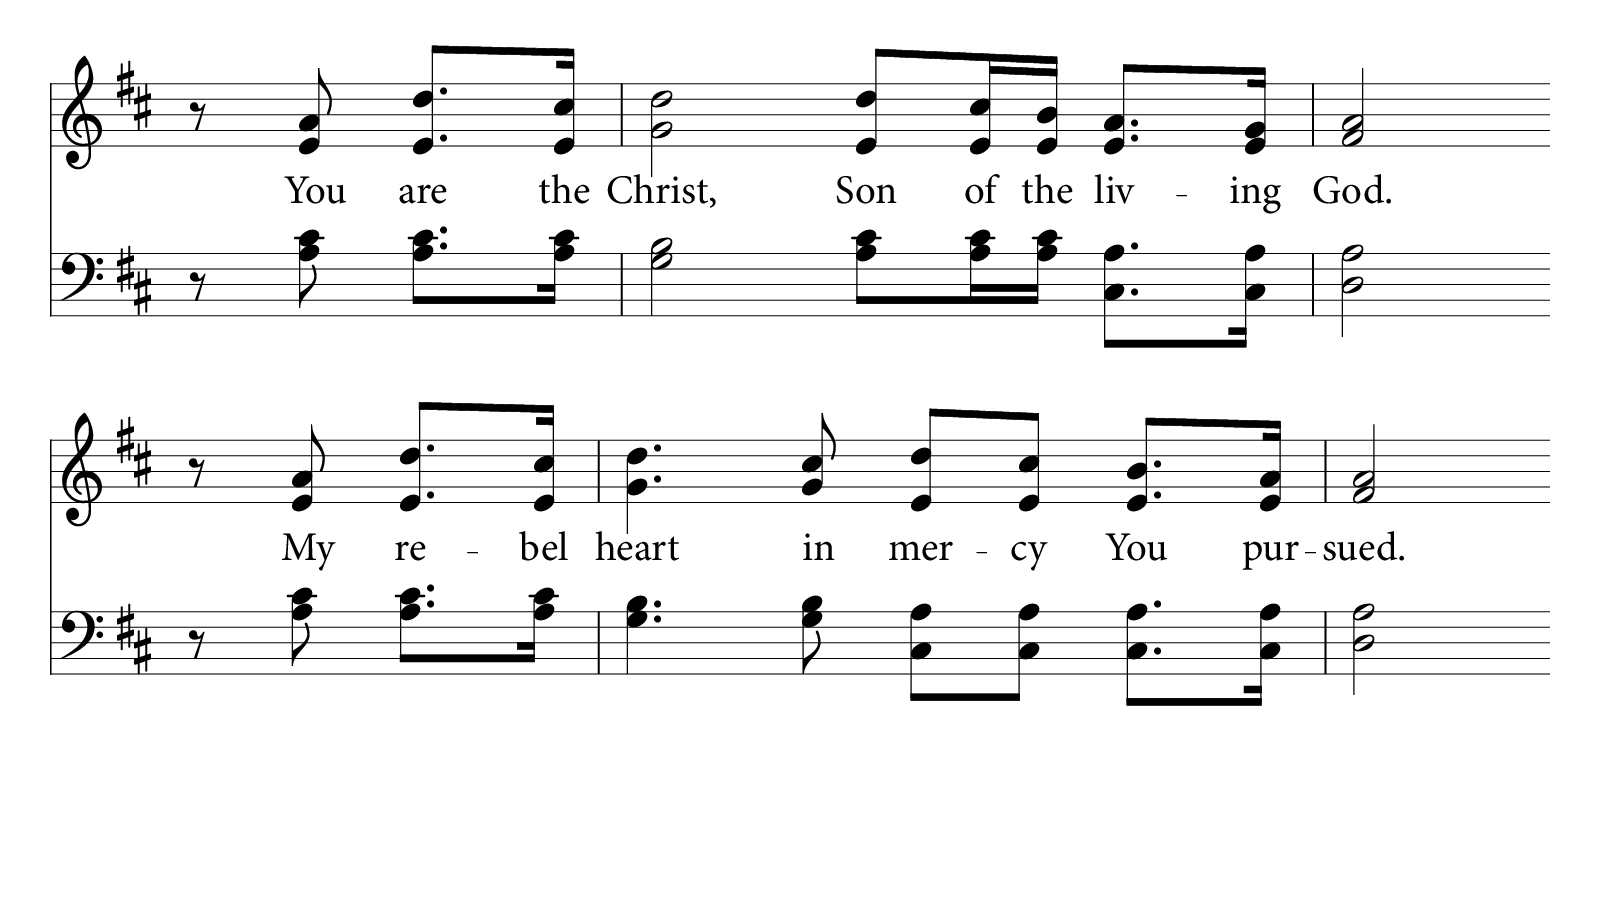 You are the Christ, Son of the liv - ing God.
My re - bel heart in mer - cy You pur - sued.